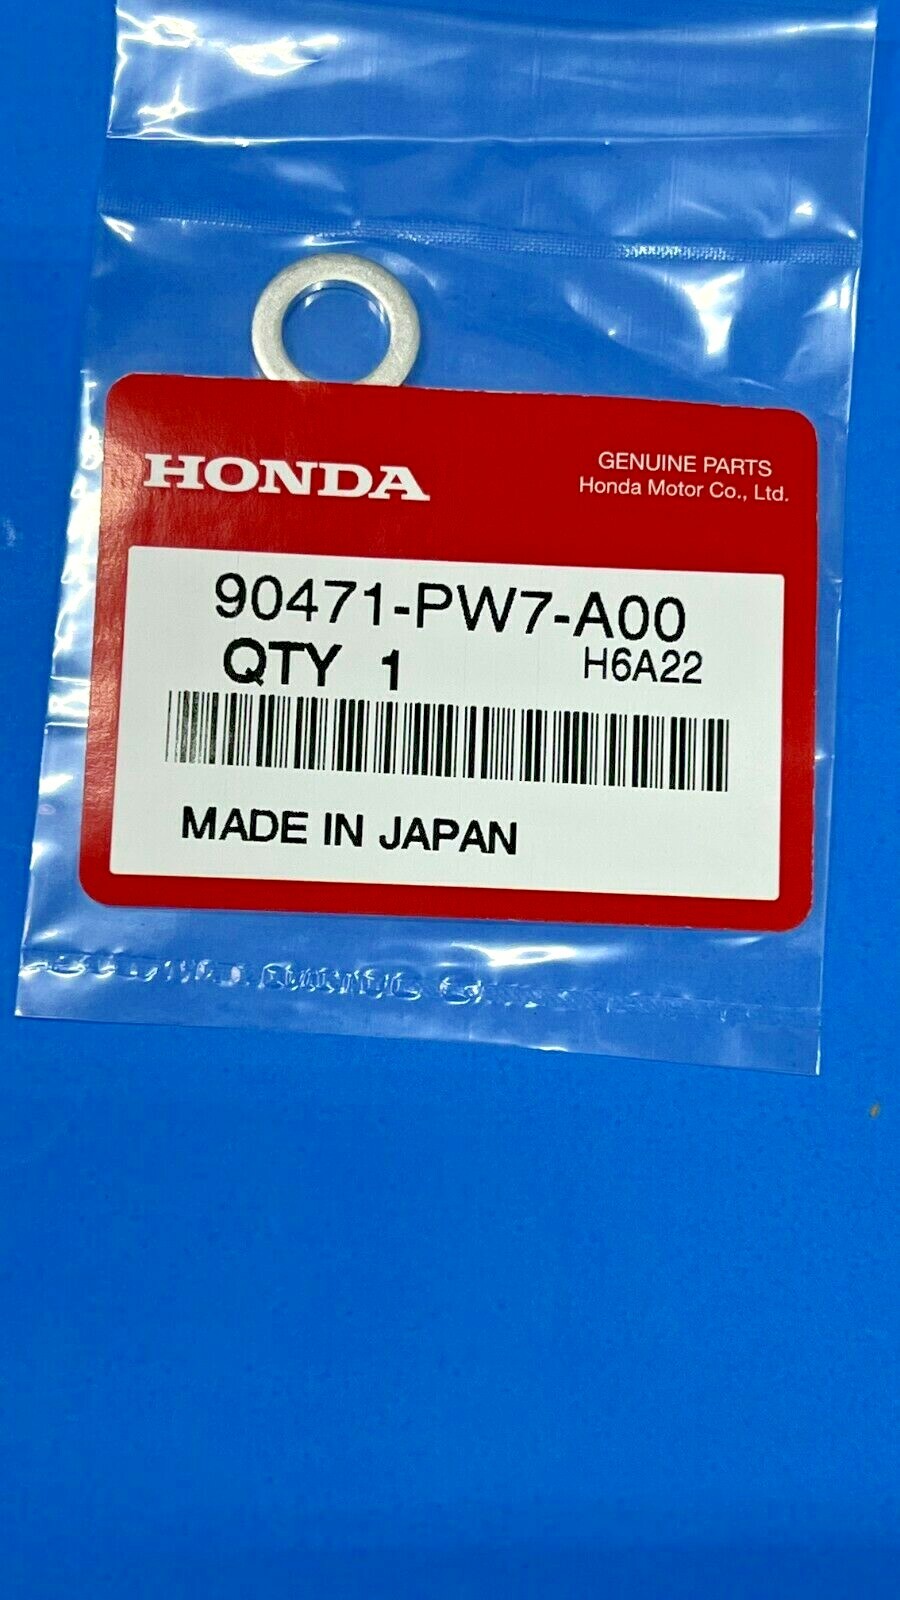 HONDA
GENUINE PARTS
Honda Motor Co., Ltd.
90471-PW7-A00
QTY 1 H6A22
MADE IN JAPAN